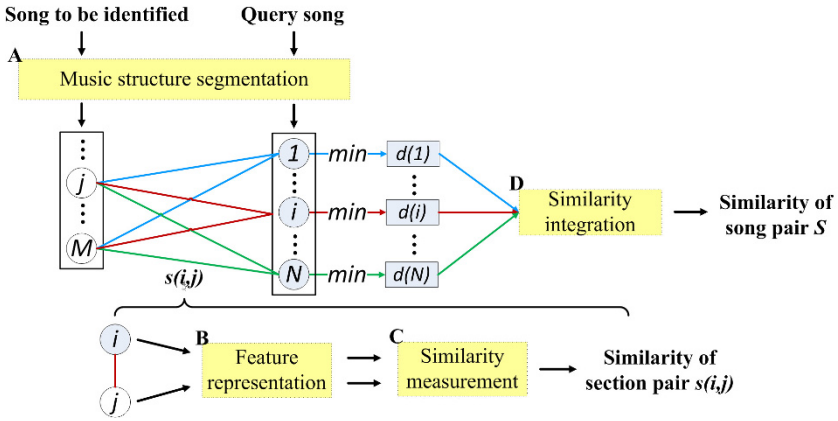 Song to be identified
Query song
A
Music structure segmentation
⋮
j
⋮
M
1
⋮
i
⋮
N
min
min
min
d(1)
⋮
d(i)
⋮
d(N)
D
Similarity
integration
Similarity of
song pair S
s(i,j)
i
j
B
Feature
representation
C
Similarity
measurement
Similarity of
section pair s(i,j)